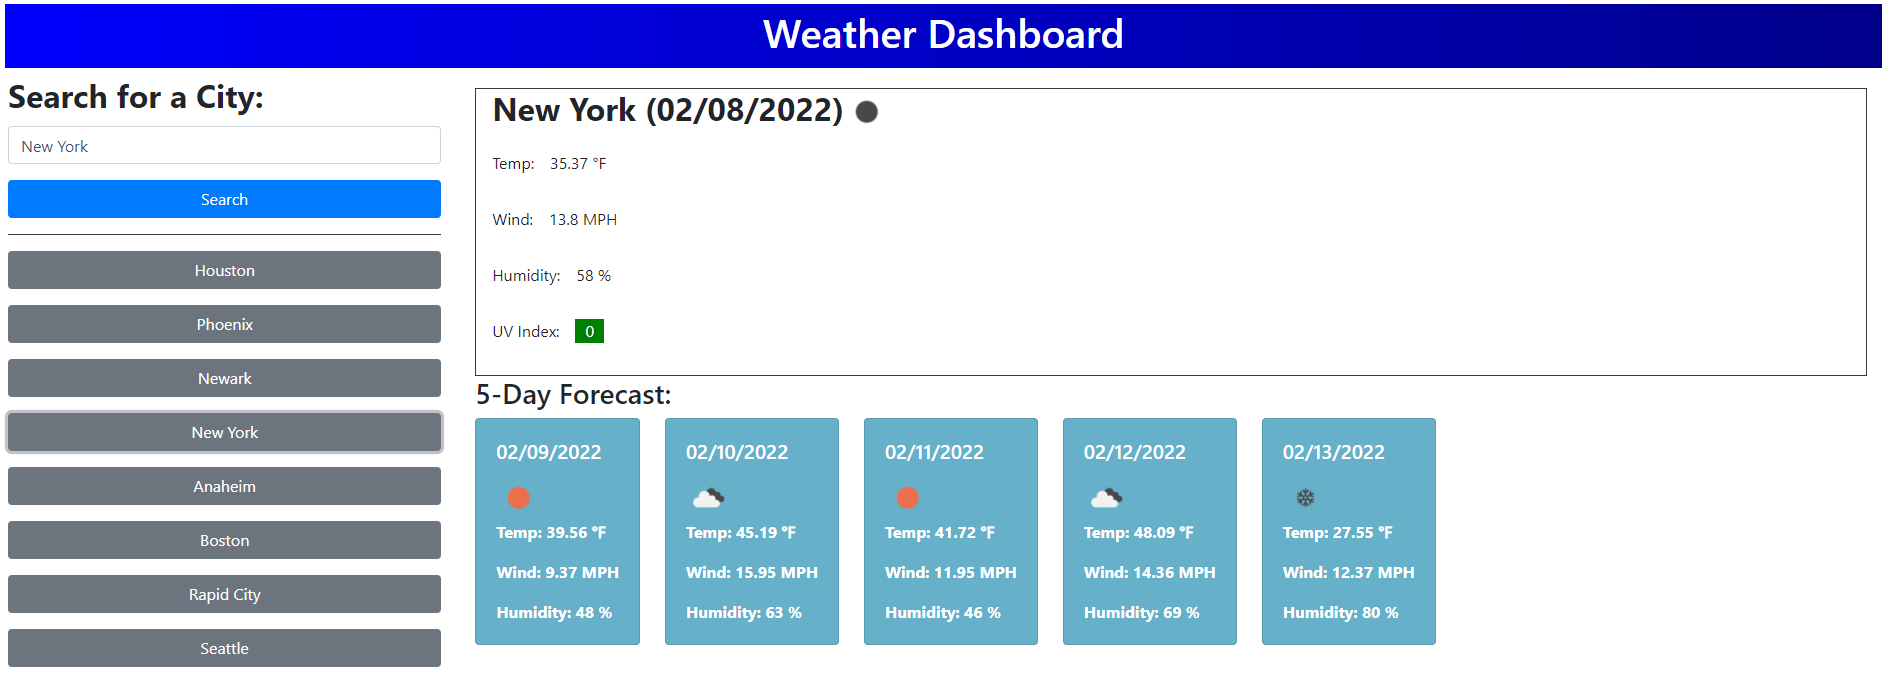 Weather Dashboard
Search for a City:
New York
Search
Houston
Phoenix
Newark
New York
Anaheim
Boston
Rapid City
Seattle
New York (02/08/2022)
Temp: 35.37 °F
Wind: 13.8 MPH
Humidity: 58 %
UV Index: 0
5-Day Forecast:
02/09/2022
Temp: 39.56 °F
Wind: 9.37 MPH
Humidity: 48 %
02/10/2022
Temp: 45.19 °F
Wind: 15.95 MPH
Humidity: 63 %
02/11/2022
Temp: 41.72 °F
Wind: 11.95 MPH
Humidity: 46 %
02/12/2022
Temp: 48.09 °F
Wind: 14.36 MPH
Humidity: 69 %
02/13/2022
Temp: 27.55 °F
Wind: 12.37 MPH
Humidity: 80 %